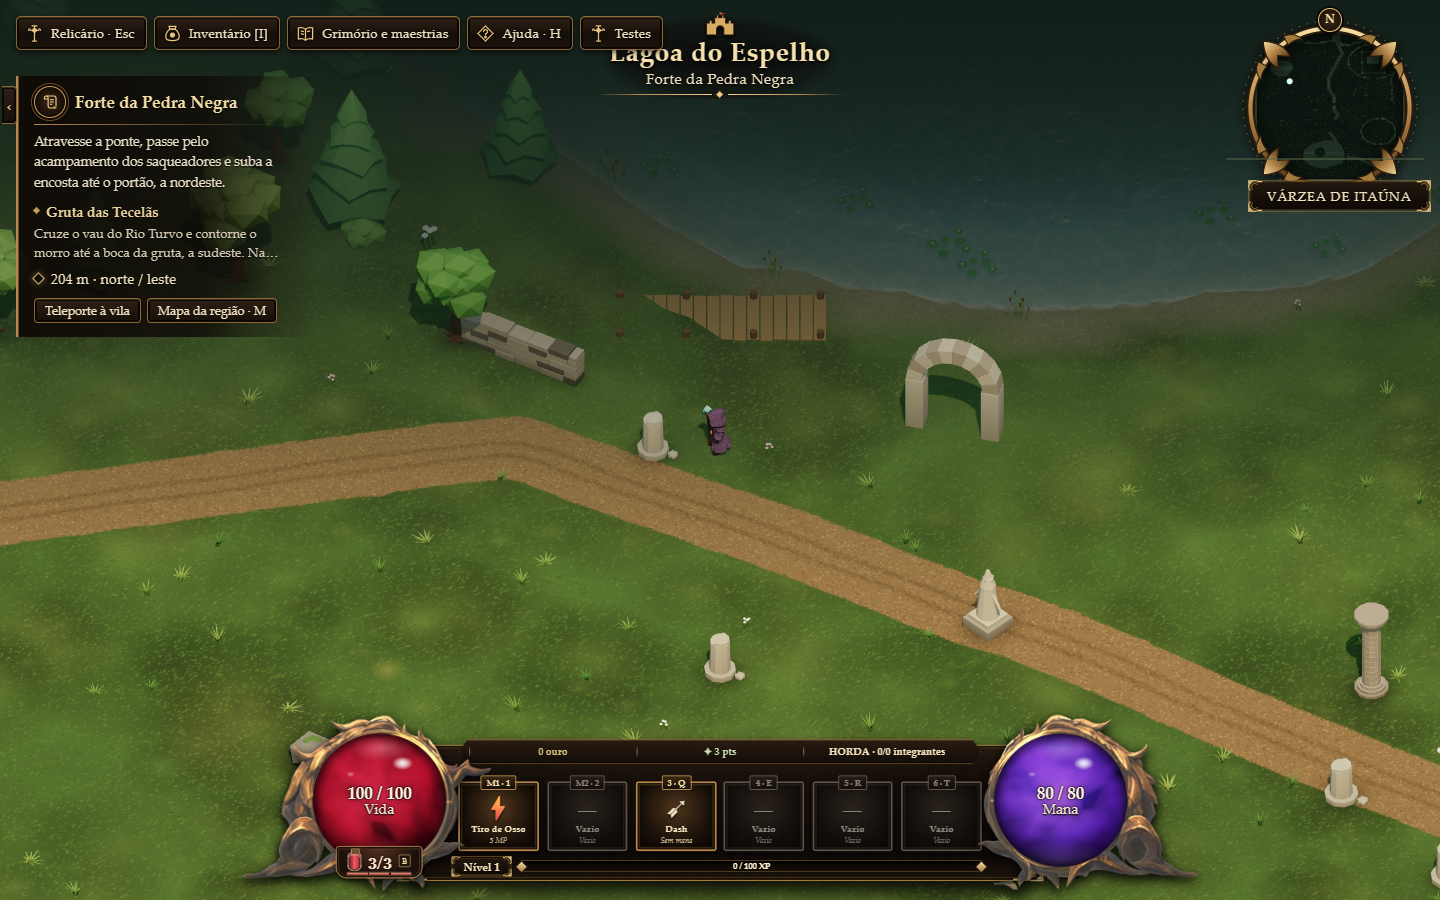 Relicário · Esc
Inventário [I]
Grimório e maestrias
Ajuda · H
Testes
Lagoa do Espelho
Forte da Pedra Negra
N
VÁRZEA DE ITAÚNA
‹
Forte da Pedra Negra
Atravesse a ponte, passe pelo
acampamento dos saqueadores e suba a
encosta até o portão, a nordeste.
Gruta das Tecelãs
Cruze o vau do Rio Turvo e contorne o
morro até a boca da gruta, a sudeste. Na…
204 m · norte / leste
Teleporte à vila
Mapa da região · M
0 ouro
3 pts
HORDA · 0/0 integrantes
100 / 100
Vida
3/3
B
M1 · 1
Tiro de Osso
5 MP
M2 · 2
Vazio
Vazio
3 · Q
Dash
Sem mana
4 · E
Vazio
Vazio
5 · R
Vazio
Vazio
6 · T
Vazio
Vazio
80 / 80
Mana
Nível 1
0 / 100 XP